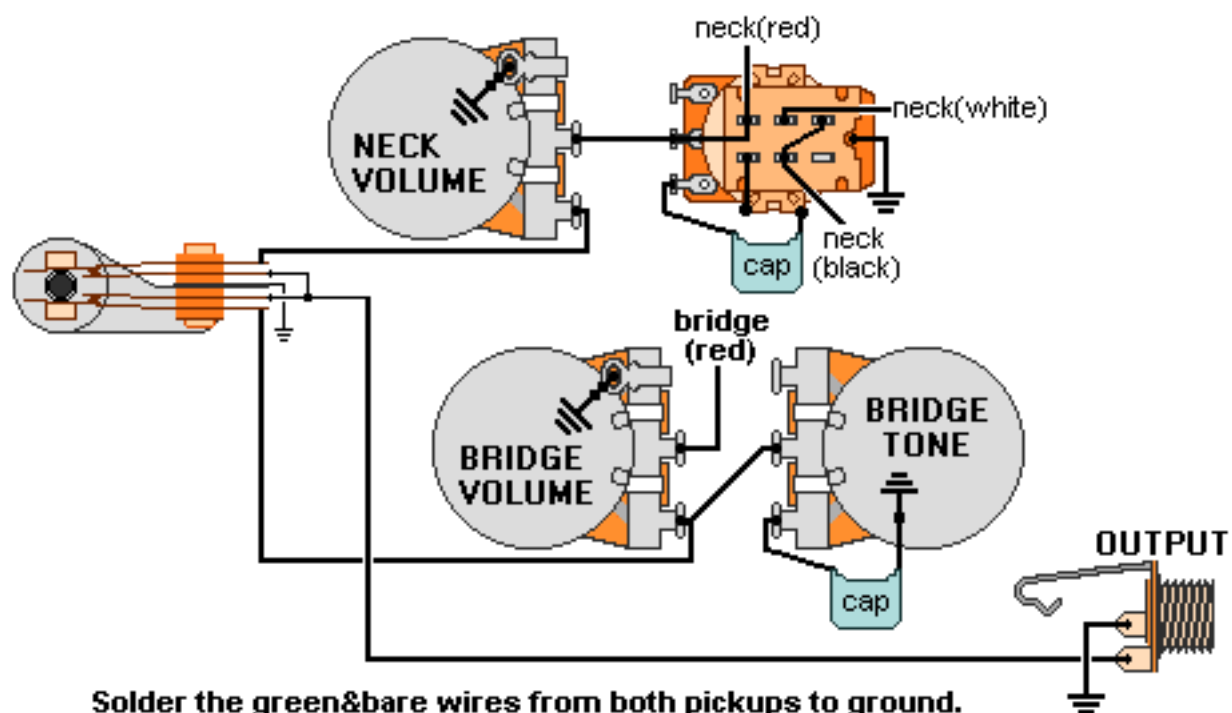 neck(red)
neck(white)
NECK
VOLUME
neck
(black)
cap
bridge
(red)
BRIDGE
VOLUME
BRIDGE
TONE
cap
OUTPUT
Solder the green&bare wires from both pickups to ground.